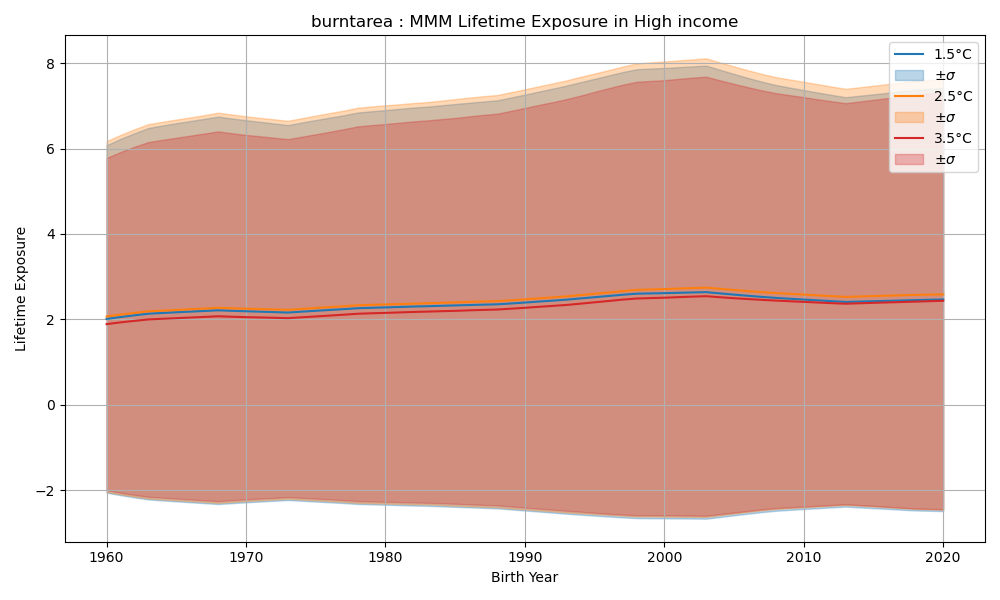 burntarea : MMM Lifetime Exposure in High income
8
6
4
2
0
−2
Lifetime Exposure
1960
1970
1980
1990
2000
2010
2020
Birth Year
1.5°C
±σ
2.5°C
±σ
3.5°C
±σ